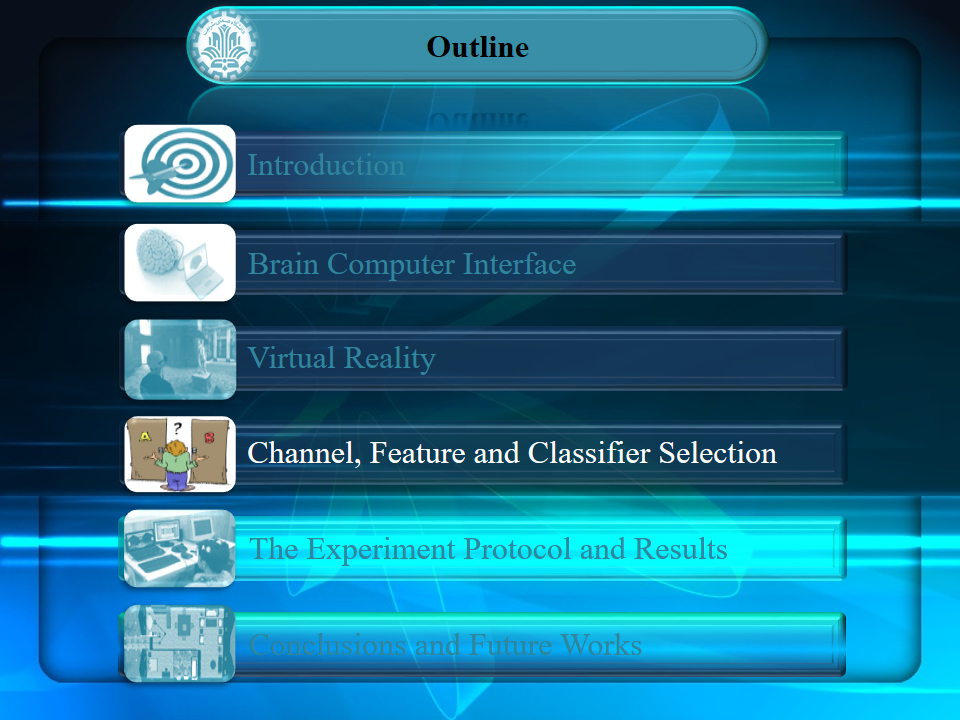 Outline
Introduction
Brain Computer Interface
Virtual Reality
A ? B
Channel, Feature and Classifier Selection
The Experiment Protocol and Results
Conclusions and Future Works